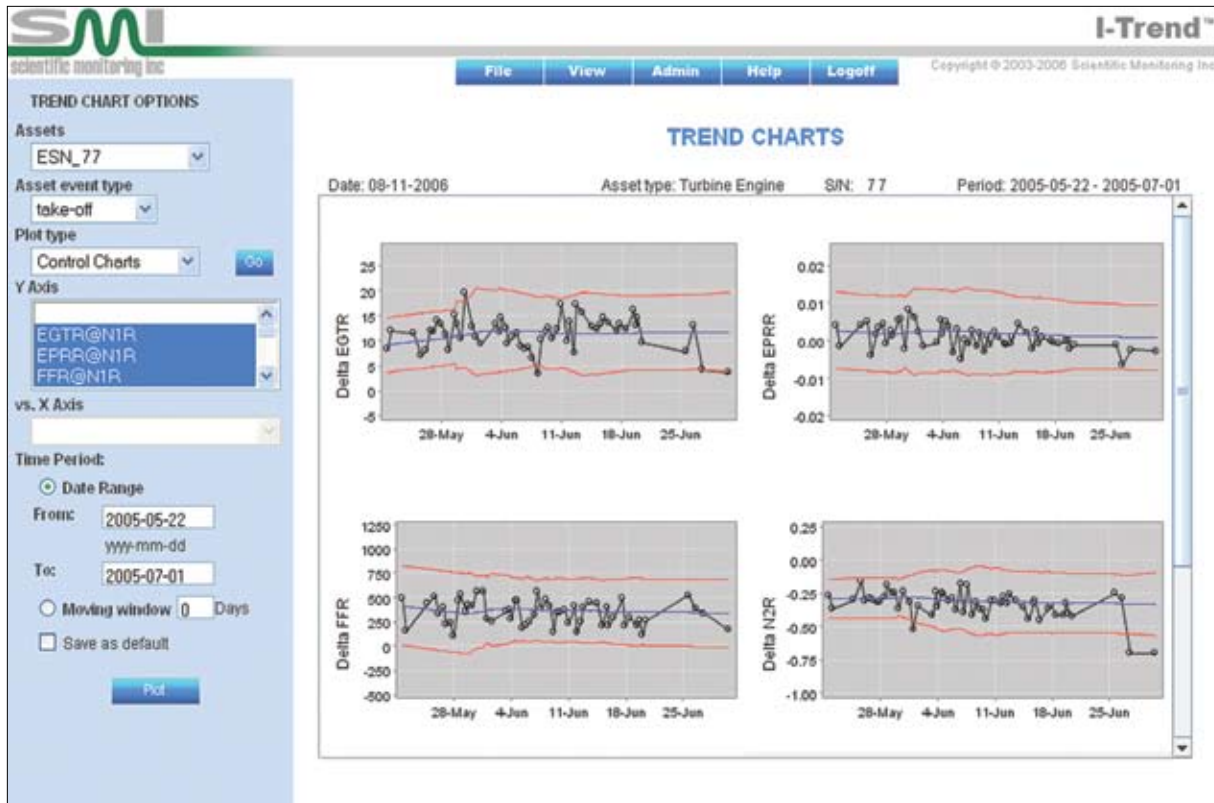 SMI
scientific monitoring inc
I-Trend™
File View Admin Help Logoff
Copyright © 2003-2006 Scientific Monitoring Inc
TREND CHART OPTIONS
Assets
ESN_77
Asset event type
take-off
Plot type
Control Charts
Go
Y Axis
EGTR@N1R
EPRR@N1R
FFR@N1R
vs. X Axis
Time Period:
Date Range
From: 2005-05-22
yyyy-mm-dd
To: 2005-07-01
Moving window 0 Days
Save as default
Plot
TREND CHARTS
Date: 08-11-2006 Asset type: Turbine Engine S/N: 77 Period: 2005-05-22 - 2005-07-01
Delta EGTR
25
20
15
10
5
0
-5
28-May 4-Jun 11-Jun 18-Jun 25-Jun
Delta EPRR
0.02
0.01
0.00
-0.01
-0.02
28-May 4-Jun 11-Jun 18-Jun 25-Jun
Delta FFR
1250
1000
750
500
250
0
-250
-500
28-May 4-Jun 11-Jun 18-Jun 25-Jun
Delta N2R
0.25
0.00
-0.25
-0.50
-0.75
-1.00
28-May 4-Jun 11-Jun 18-Jun 25-Jun